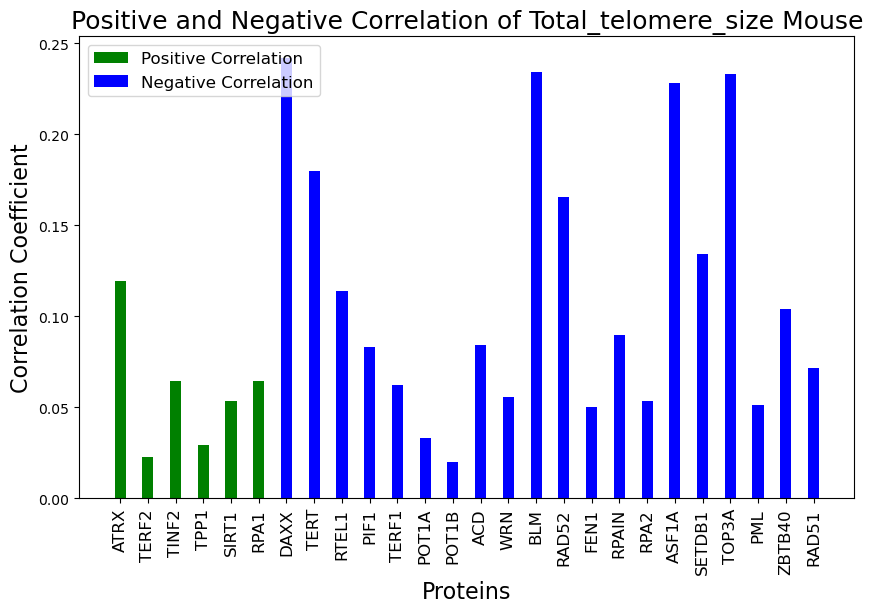 Positive and Negative Correlation of Total_telomere_size Mouse
Positive Correlation
Negative Correlation
Correlation Coefficient
0.25
0.20
0.15
0.10
0.05
0.00
ATRX
TERF2
TINF2
TPP1
SIRT1
RPA1
DAXX
TERT
RTEL1
PIF1
TERF1
POT1A
POT1B
ACD
WRN
BLM
RAD52
FEN1
RPAIN
RPA2
ASF1A
SETDB1
TOP3A
PML
ZBTB40
RAD51
Proteins